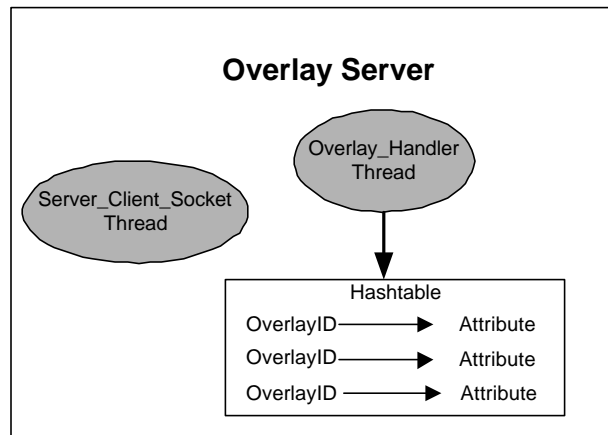 Overlay Server
Overlay_Handler
Thread
Server_Client_Socket
Thread
Hashtable
OverlayID Attribute
OverlayID Attribute
OverlayID Attribute